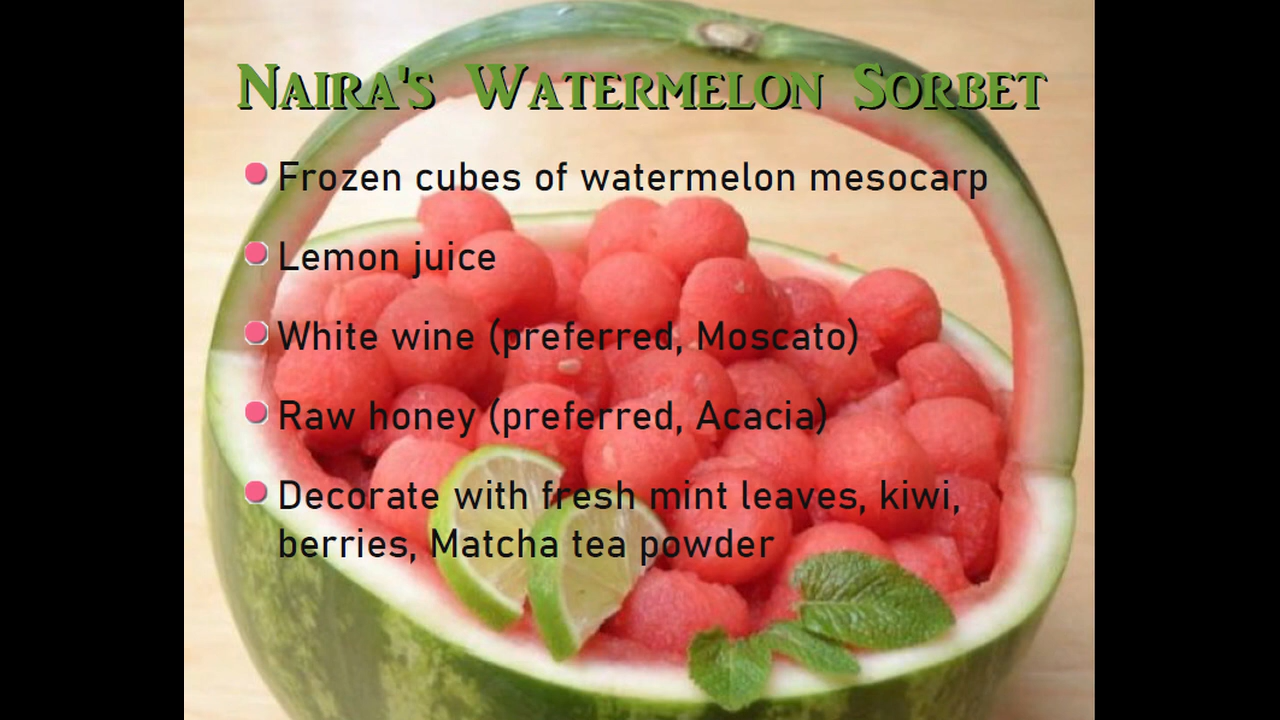 Naira's Watermelon Sorbet
Frozen cubes of watermelon mesocarp
Lemon juice
White wine (preferred, Moscato)
Raw honey (preferred, Acacia)
Decorate with fresh mint leaves, kiwi,
berries, Matcha tea powder